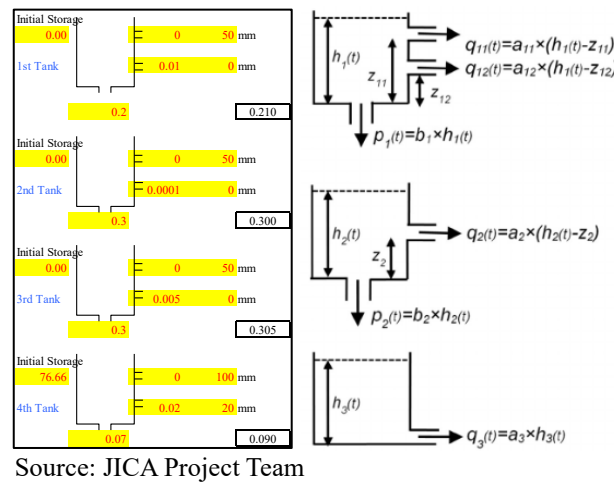 Initial Storage
0.00 0 50 mm
1st Tank 0.01 0 mm
0.2 0.210
Initial Storage
0.00 0 50 mm
2nd Tank 0.0001 0 mm
0.3 0.300
Initial Storage
0.00 0 50 mm
3rd Tank 0.005 0 mm
0.3 0.305
Initial Storage
76.66 0 100 mm
4th Tank 0.02 20 mm
0.07 0.090
h1(t)
z11
z12
q11(t)=a11×(h1(t)-z11)
q12(t)=a12×(h1(t)-z12)
p1(t)=b1×h1(t)
h2(t)
z2
q2(t)=a2×(h2(t)-z2)
p2(t)=b2×h2(t)
h3(t)
q3(t)=a3×h3(t)
Source: JICA Project Team